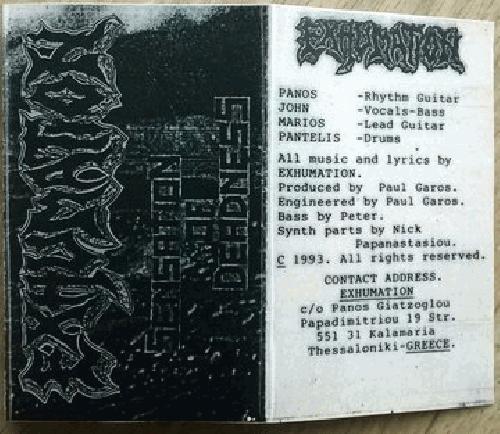 EXHUMATION
SENSATION
OR
DEADNESS
EXHUMATION
PANOS -Rhythm Guitar
JOHN -Vocals-Bass
MARIOS -Lead Guitar
PANTELIS -Drums
All music and lyrics by
EXHUMATION.
Produced by Paul Garos.
Engineered by Paul Garos.
Bass by Peter.
Synth parts by Nick
Papanastasiou.
C 1993. All rights reserved.
CONTACT ADDRESS.
EXHUMATION
c/o Panos Giatzoglou
Papadimitriou 19 Str.
551 31 Kalamaria
Thessaloniki-GREECE.